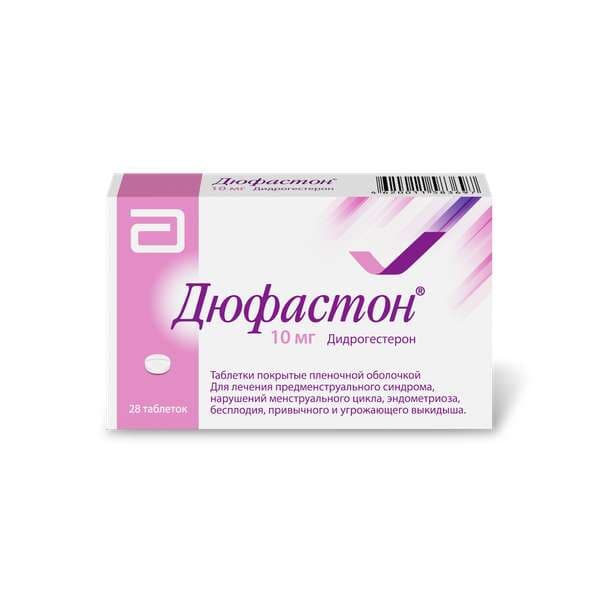 Дюфастон®
10 мг Дидрогестерон
Дюфастон®
10 мг Дидрогестерон
Таблетки покрытые пленочной оболочкой
Для лечения предменструального синдрома,
нарушений менструального цикла, эндометриоза,
бесплодия, привычного и угрожающего выкидыша.
28 таблеток